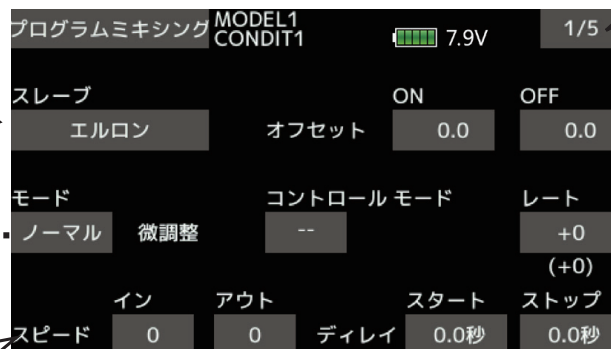 プログラムミキシング MODEL1 1/5
CONDIT1 7.9V
スレーブ ON OFF
エルロン オフセット 0.0 0.0
モード コントロール モード レート
ノーマル 微調整 -- +0
(+0)
イン アウト スタート ストップ
スピード 0 0 ディレイ 0.0秒 0.0秒